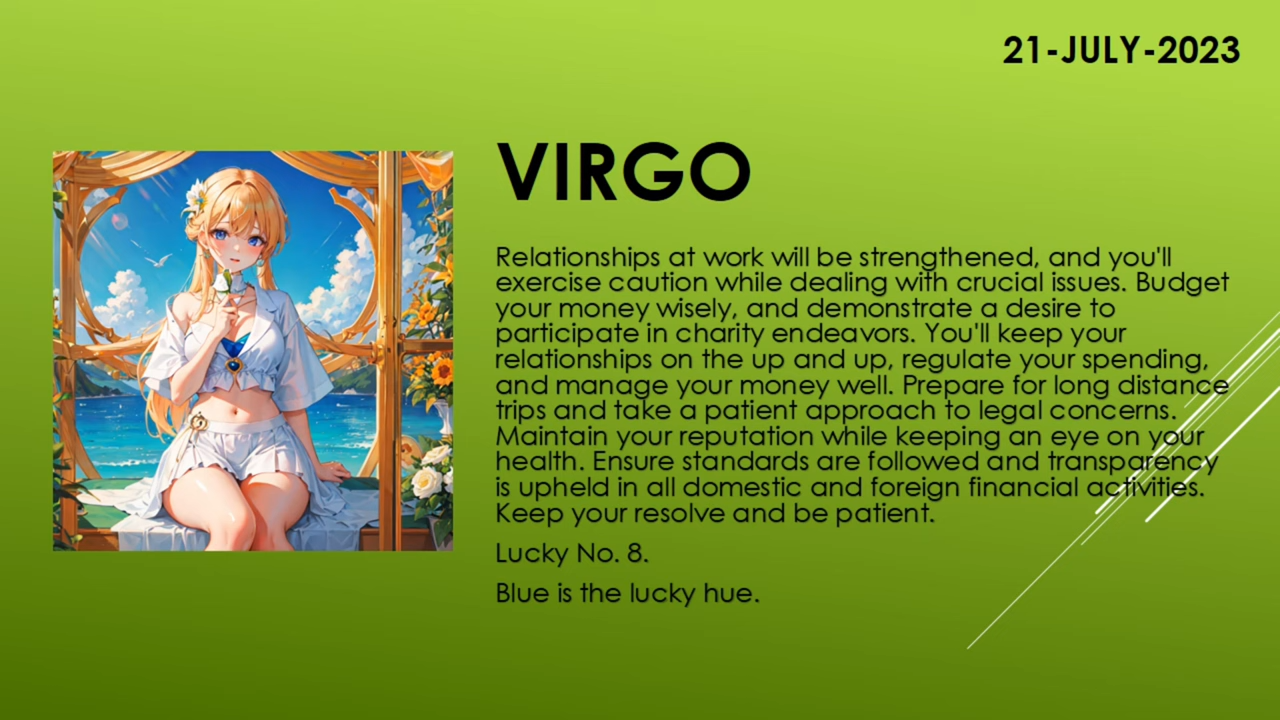 21-JULY-2023
VIRGO
Relationships at work will be strengthened, and you'll
exercise caution while dealing with crucial issues. Budget
your money wisely, and demonstrate a desire to
participate in charity endeavors. You'll keep your
relationships on the up and up, regulate your spending,
and manage your money well. Prepare for long distance
trips and take a patient approach to legal concerns.
Maintain your reputation while keeping an eye on your
health. Ensure standards are followed and transparency
is upheld in all domestic and foreign financial activities.
Keep your resolve and be patient.
Lucky No. 8.
Blue is the lucky hue.